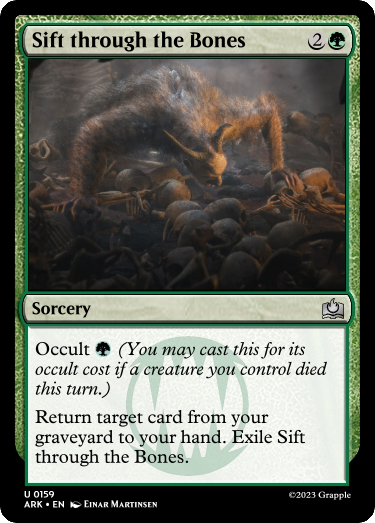 Sift through the Bones 2
Sorcery
Occult (You may cast this for its
occult cost if a creature you control died
this turn.)
Return target card from your
graveyard to your hand. Exile Sift
through the Bones.
U 0159
ARK • EN Einar Martinsen
©2023 Grapple